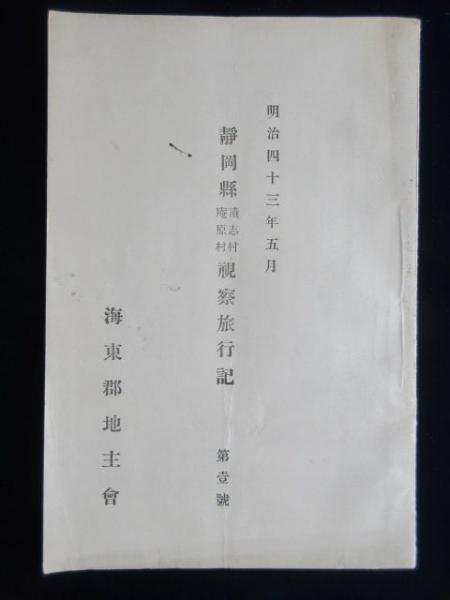 明治四十三年五月
靜岡縣
稾志村
庵原村
視察旅行記
第壹號
海東郡地主會